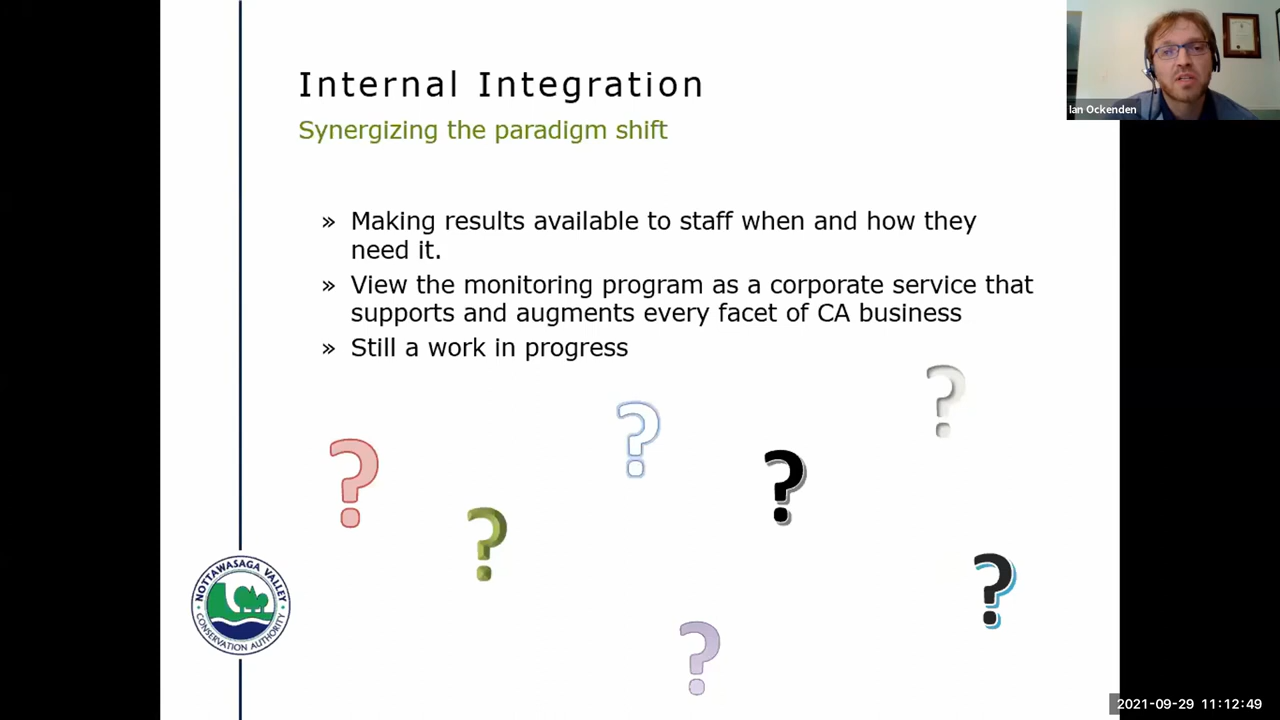 Internal Integration
Synergizing the paradigm shift
» Making results available to staff when and how they
need it.
» View the monitoring program as a corporate service that
supports and augments every facet of CA business
» Still a work in progress
?
?
?
?
?
?
?
NOTTAWASAGA VALLEY
CONSERVATION AUTHORITY
Ian Ockenden
2021-09-29 11:12:49